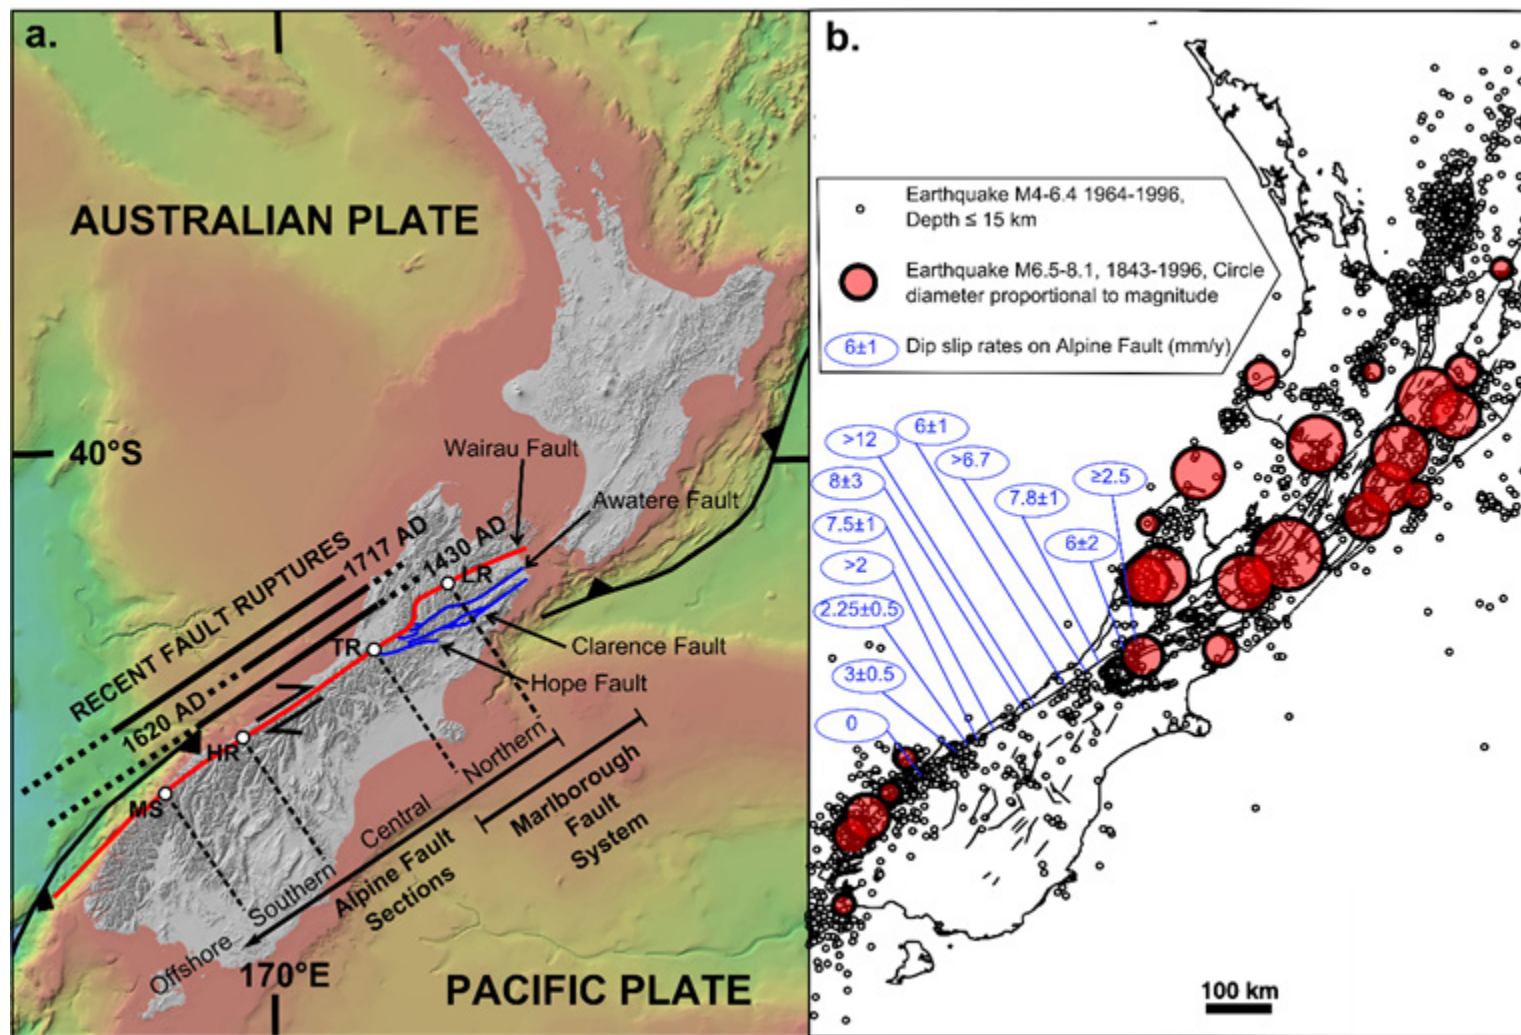 a.
AUSTRALIAN PLATE
40°S
Wairau Fault
Awatere Fault
RECENT FAULT RUPTURES
1717 AD
1430 AD
1620 AD
LR
TR
HR
MS
Clarence Fault
Hope Fault
Northern
Central
Southern
Offshore
Alpine Fault
Sections
Marlborough
Fault
System
170°E
PACIFIC PLATE
b.
Earthquake M4-6.4 1964-1996,
Depth ≤ 15 km
Earthquake M6.5-8.1, 1843-1996, Circle
diameter proportional to magnitude
6±1
Dip slip rates on Alpine Fault (mm/y)
6±1
>12
>6.7
8±3
7.8±1
≥2.5
7.5±1
6±2
>2
2.25±0.5
3±0.5
0
100 km